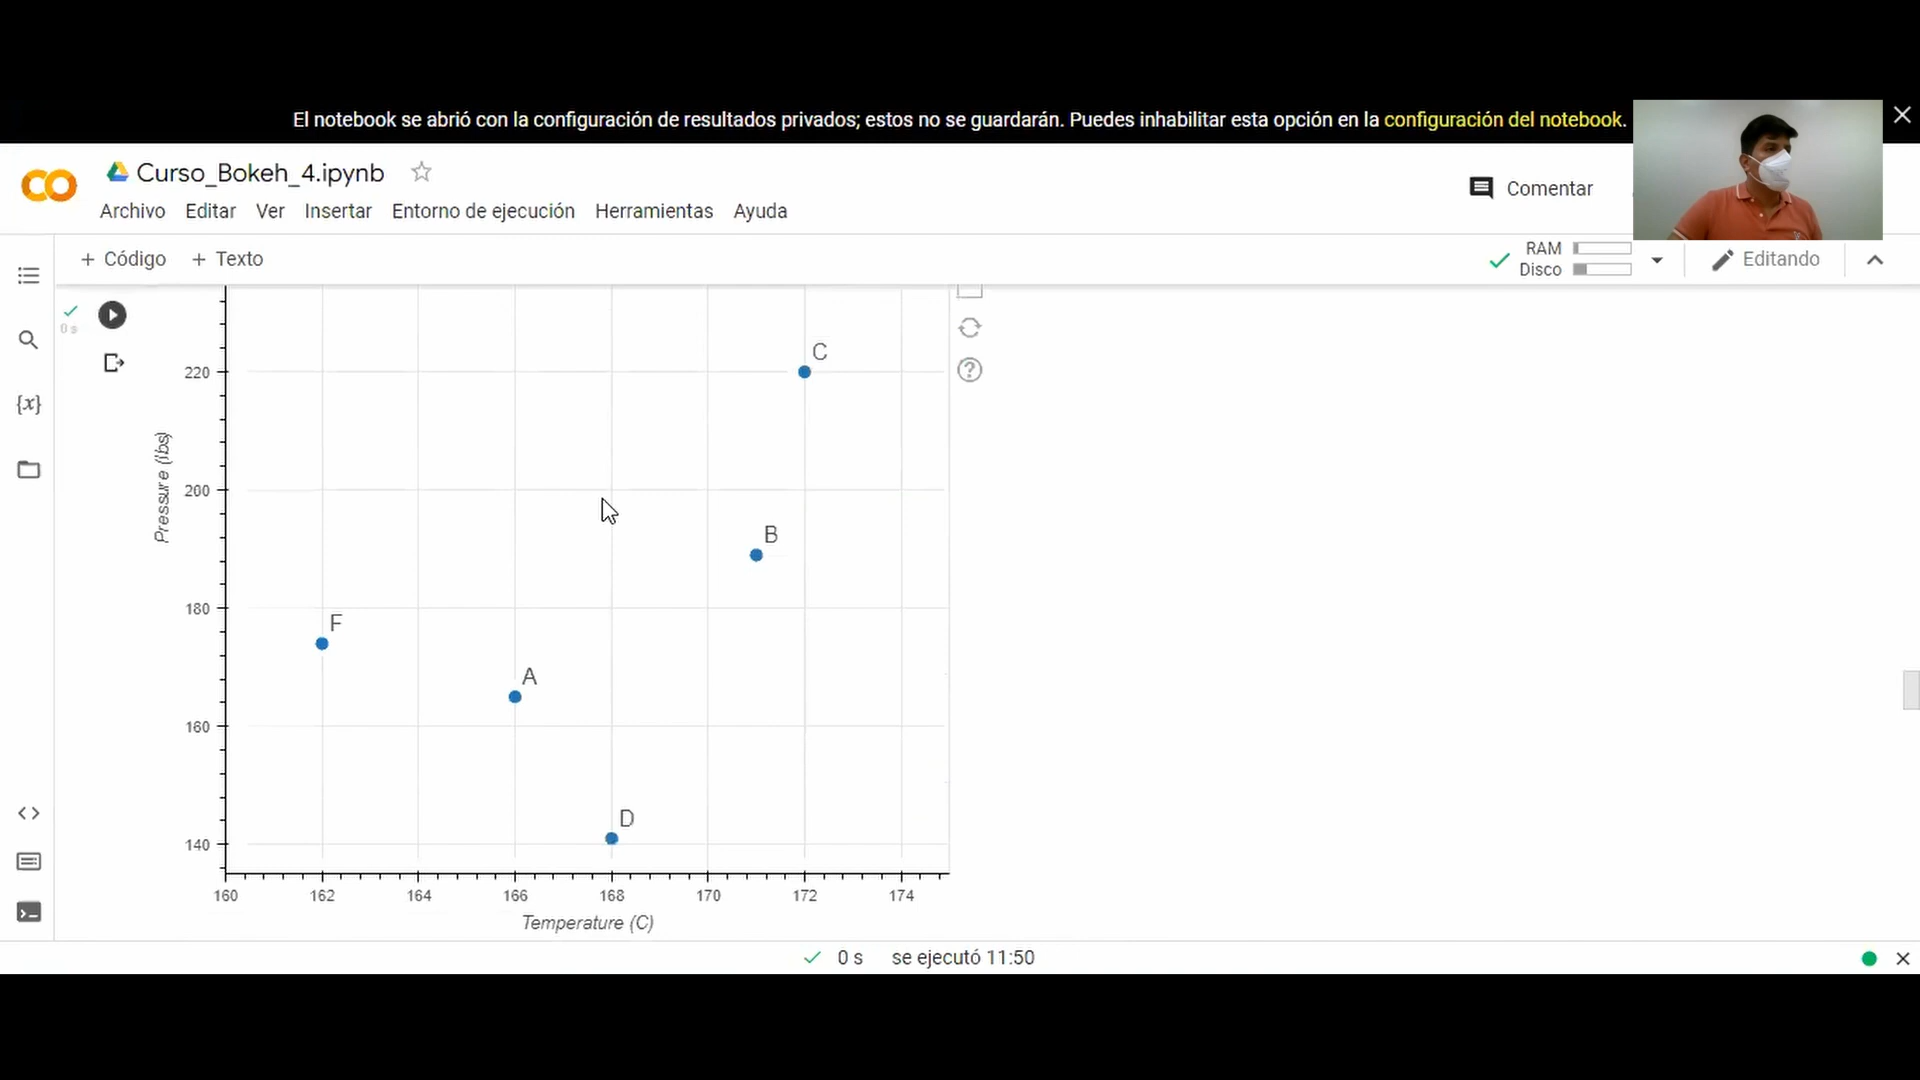 El notebook se abrió con la configuración de resultados privados; estos no se guardarán. Puedes inhabilitar esta opción en la configuración del notebook.
Curso_Bokeh_4.ipynb
Comentar
Archivo Editar Ver Insertar Entorno de ejecución Herramientas Ayuda
+ Código + Texto
RAM
Disco
Editando
0 s
{x}
C
220
200
B
180
F
A
160
D
140
Pressure (lbs)
160 162 164 166 168 170 172 174
Temperature (C)
0 s se ejecutó 11:50